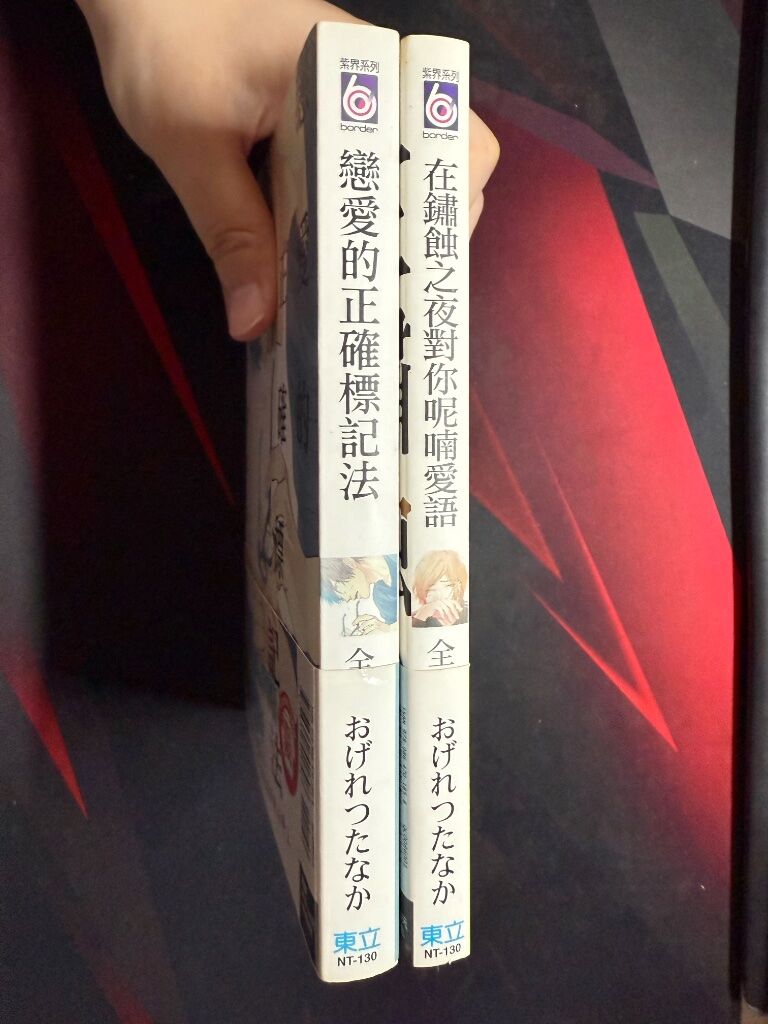 紫界系列
border
戀愛的正確標記法
全
おげれつたなか
東立
NT-130
紫界系列
border
在鏽蝕之夜對你呢喃愛語
全
おげれつたなか
東立
NT-130